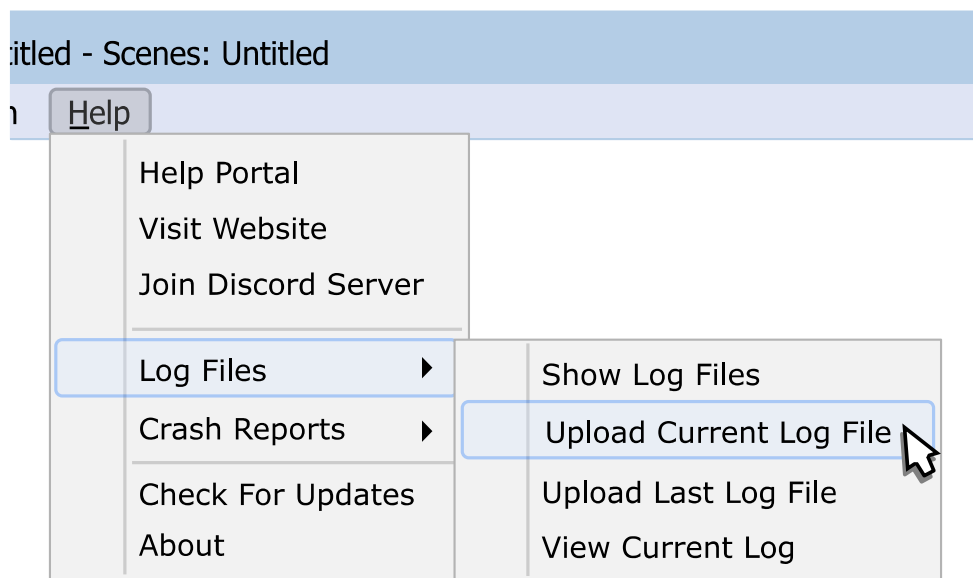 titled - Scenes: Untitled
Help
Help Portal
Visit Website
Join Discord Server
Log Files
Crash Reports
Check For Updates
About
Show Log Files
Upload Current Log File
Upload Last Log File
View Current Log